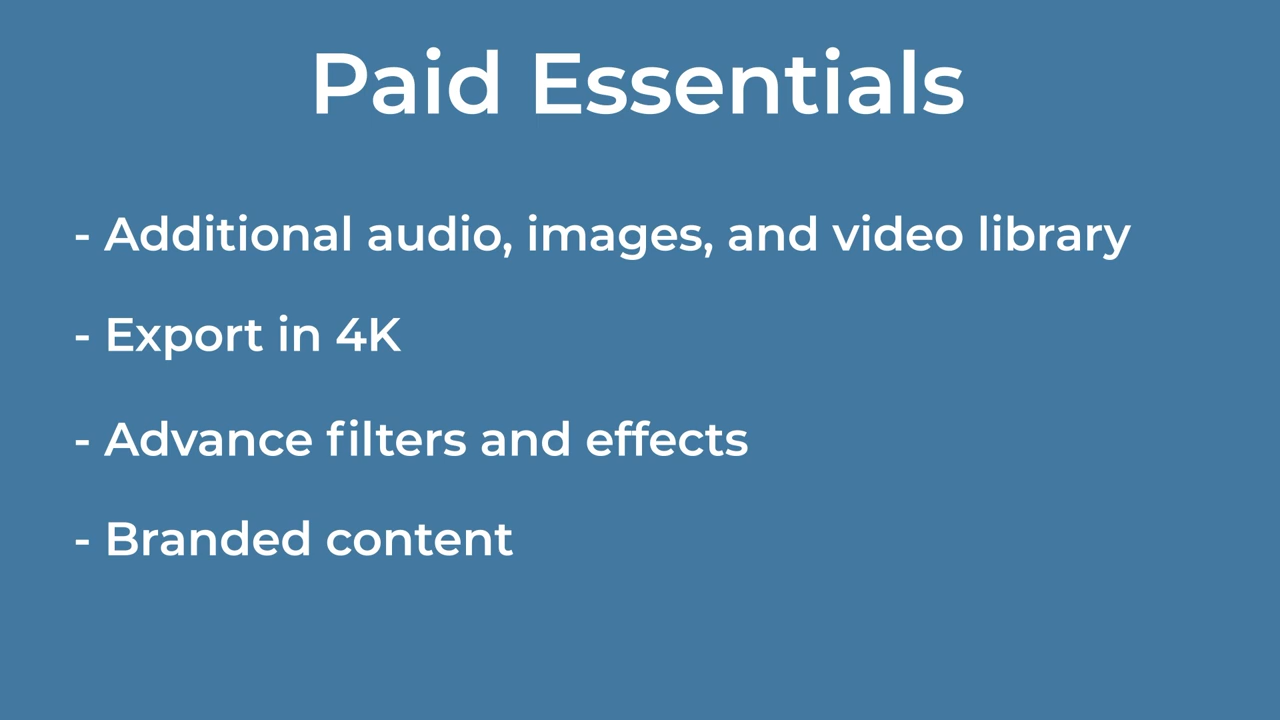 Paid Essentials
- Additional audio, images, and video library
- Export in 4K
- Advance filters and effects
- Branded content